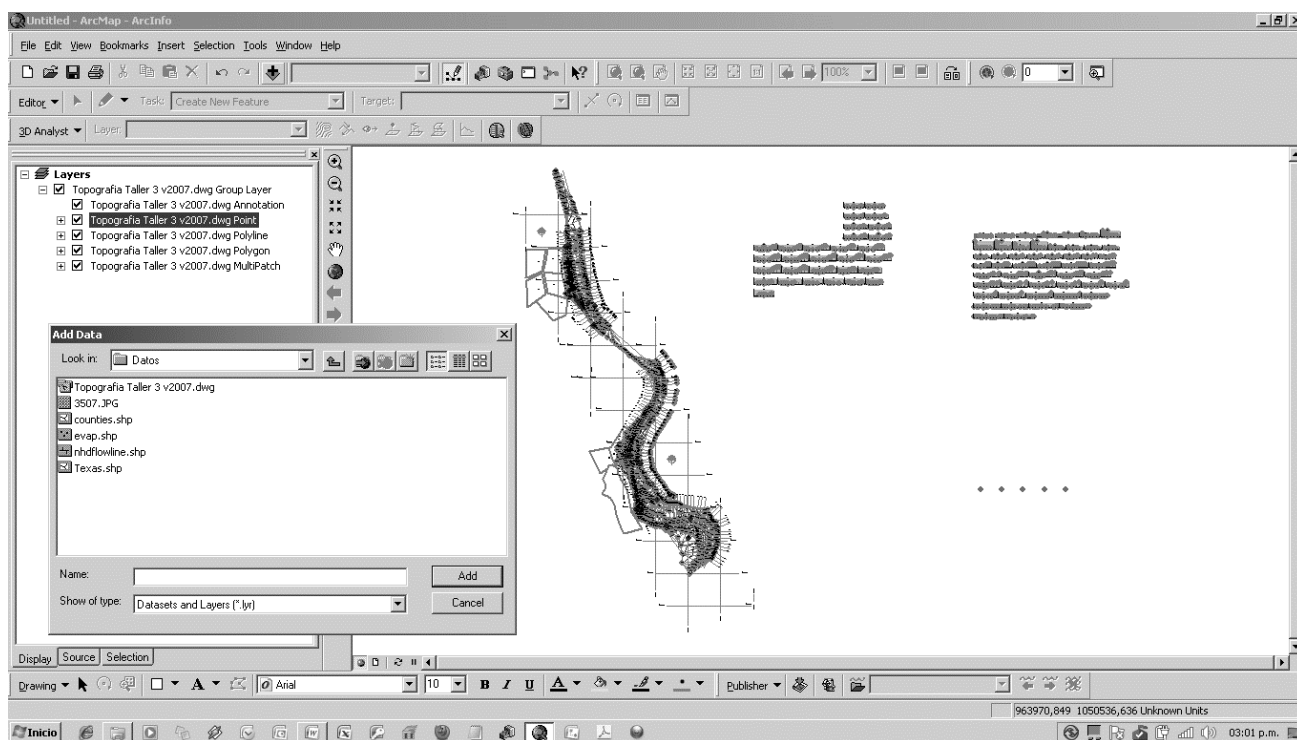 Untitled - ArcMap - ArcInfo
File Edit View Bookmarks Insert Selection Tools Window Help
100% 0
Editor Task: Create New Feature Target:
3D Analyst Layer:
Layers
Topografia Taller 3 v2007.dwg Group Layer
Topografia Taller 3 v2007.dwg Annotation
Topografia Taller 3 v2007.dwg Point
Topografia Taller 3 v2007.dwg Polyline
Topografia Taller 3 v2007.dwg Polygon
Topografia Taller 3 v2007.dwg MultiPatch
Add Data
Look in: Datos
Topografia Taller 3 v2007.dwg
3507.JPG
counties.shp
evap.shp
nhdflowline.shp
Texas.shp
Name: Add
Show of type: Datasets and Layers (*.lyr) Cancel
Display Source Selection
Drawing A Arial 10 B I U A Publisher
963970,849 1050536,636 Unknown Units
Inicio 03:01 p.m.